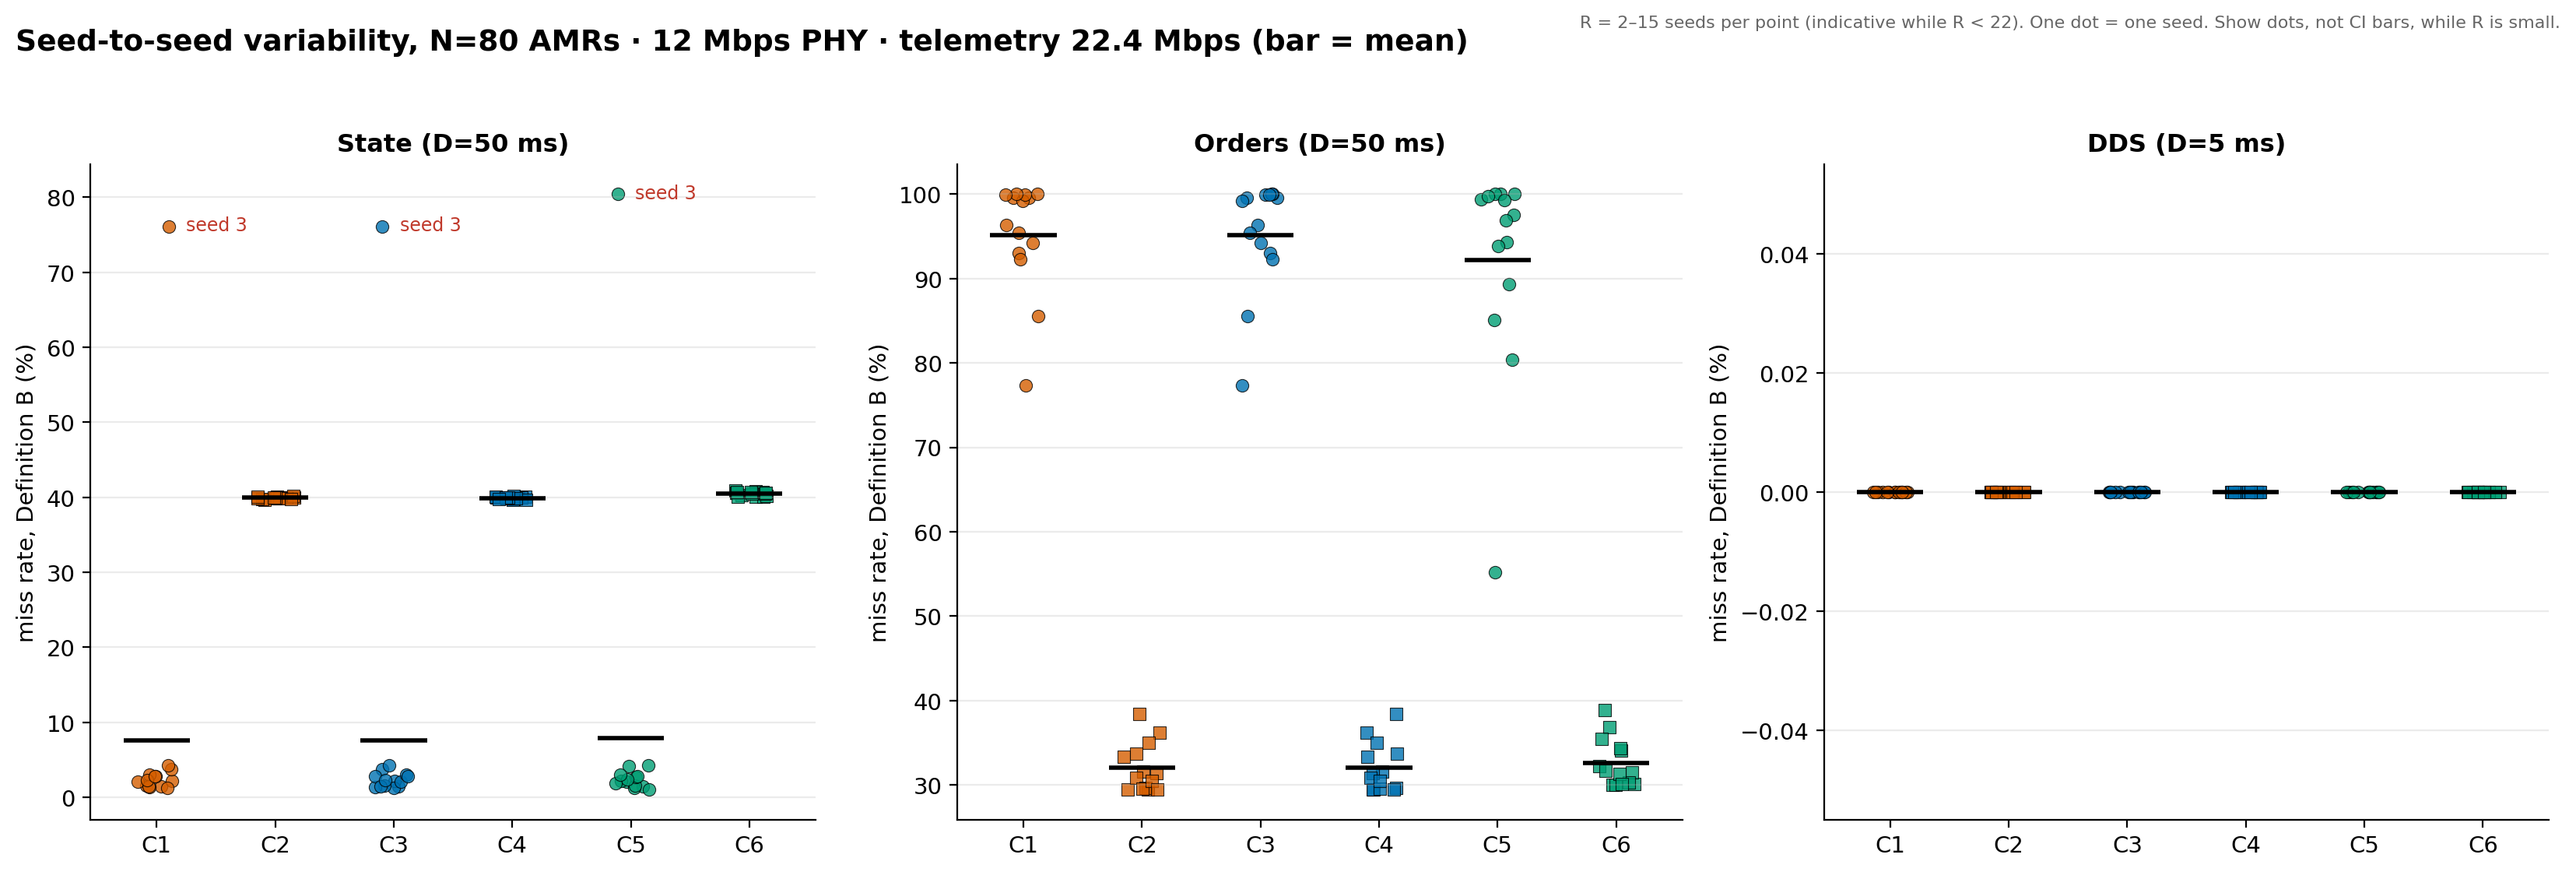 R = 2–15 seeds per point (indicative while R < 22). One dot = one seed. Show dots, not CI bars, while R is small.
Seed-to-seed variability, N=80 AMRs · 12 Mbps PHY · telemetry 22.4 Mbps (bar = mean)
State (D=50 ms)
miss rate, Definition B (%)
80
70
60
50
40
30
20
10
0
seed 3
seed 3
seed 3
C1 C2 C3 C4 C5 C6
Orders (D=50 ms)
miss rate, Definition B (%)
100
90
80
70
60
50
40
30
C1 C2 C3 C4 C5 C6
DDS (D=5 ms)
miss rate, Definition B (%)
0.04
0.02
0.00
−0.02
−0.04
C1 C2 C3 C4 C5 C6